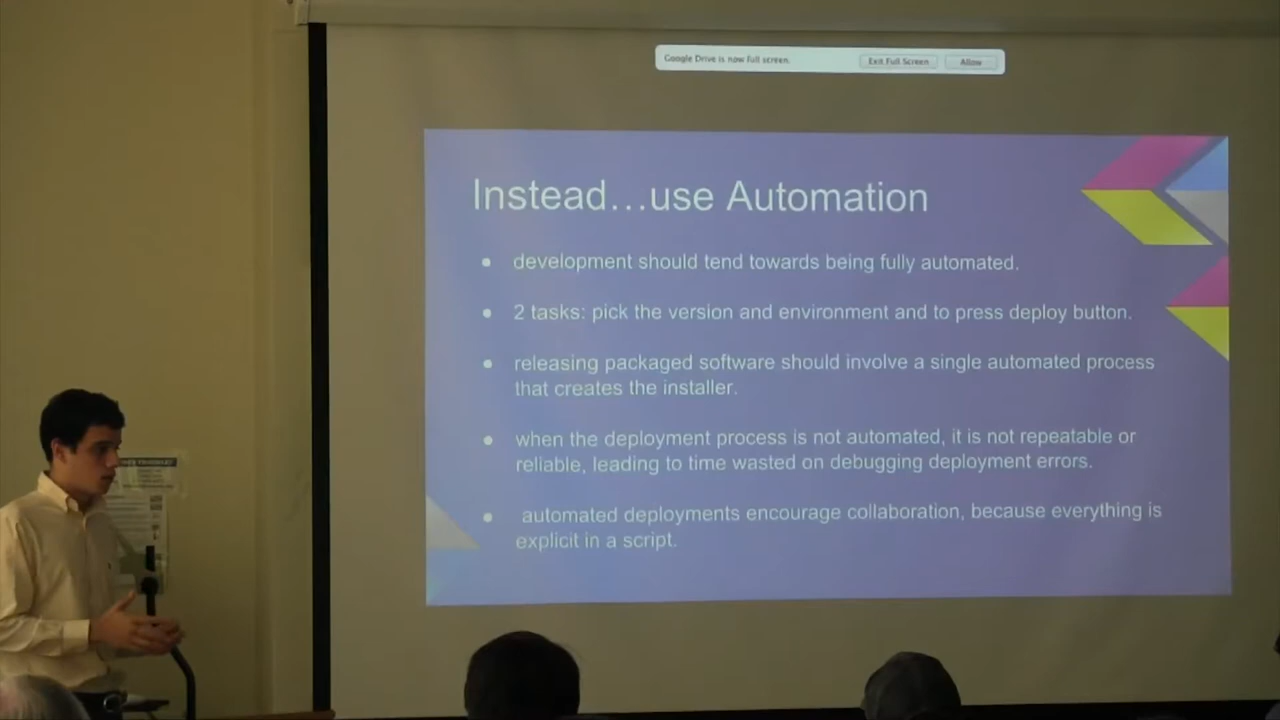 Google Drive is now full screen. Exit Full Screen Allow
Instead...use Automation
• development should tend towards being fully automated.
• 2 tasks: pick the version and environment and to press deploy button.
• releasing packaged software should involve a single automated process
that creates the installer.
• when the deployment process is not automated, it is not repeatable or
reliable, leading to time wasted on debugging deployment errors.
• automated deployments encourage collaboration, because everything is
explicit in a script.